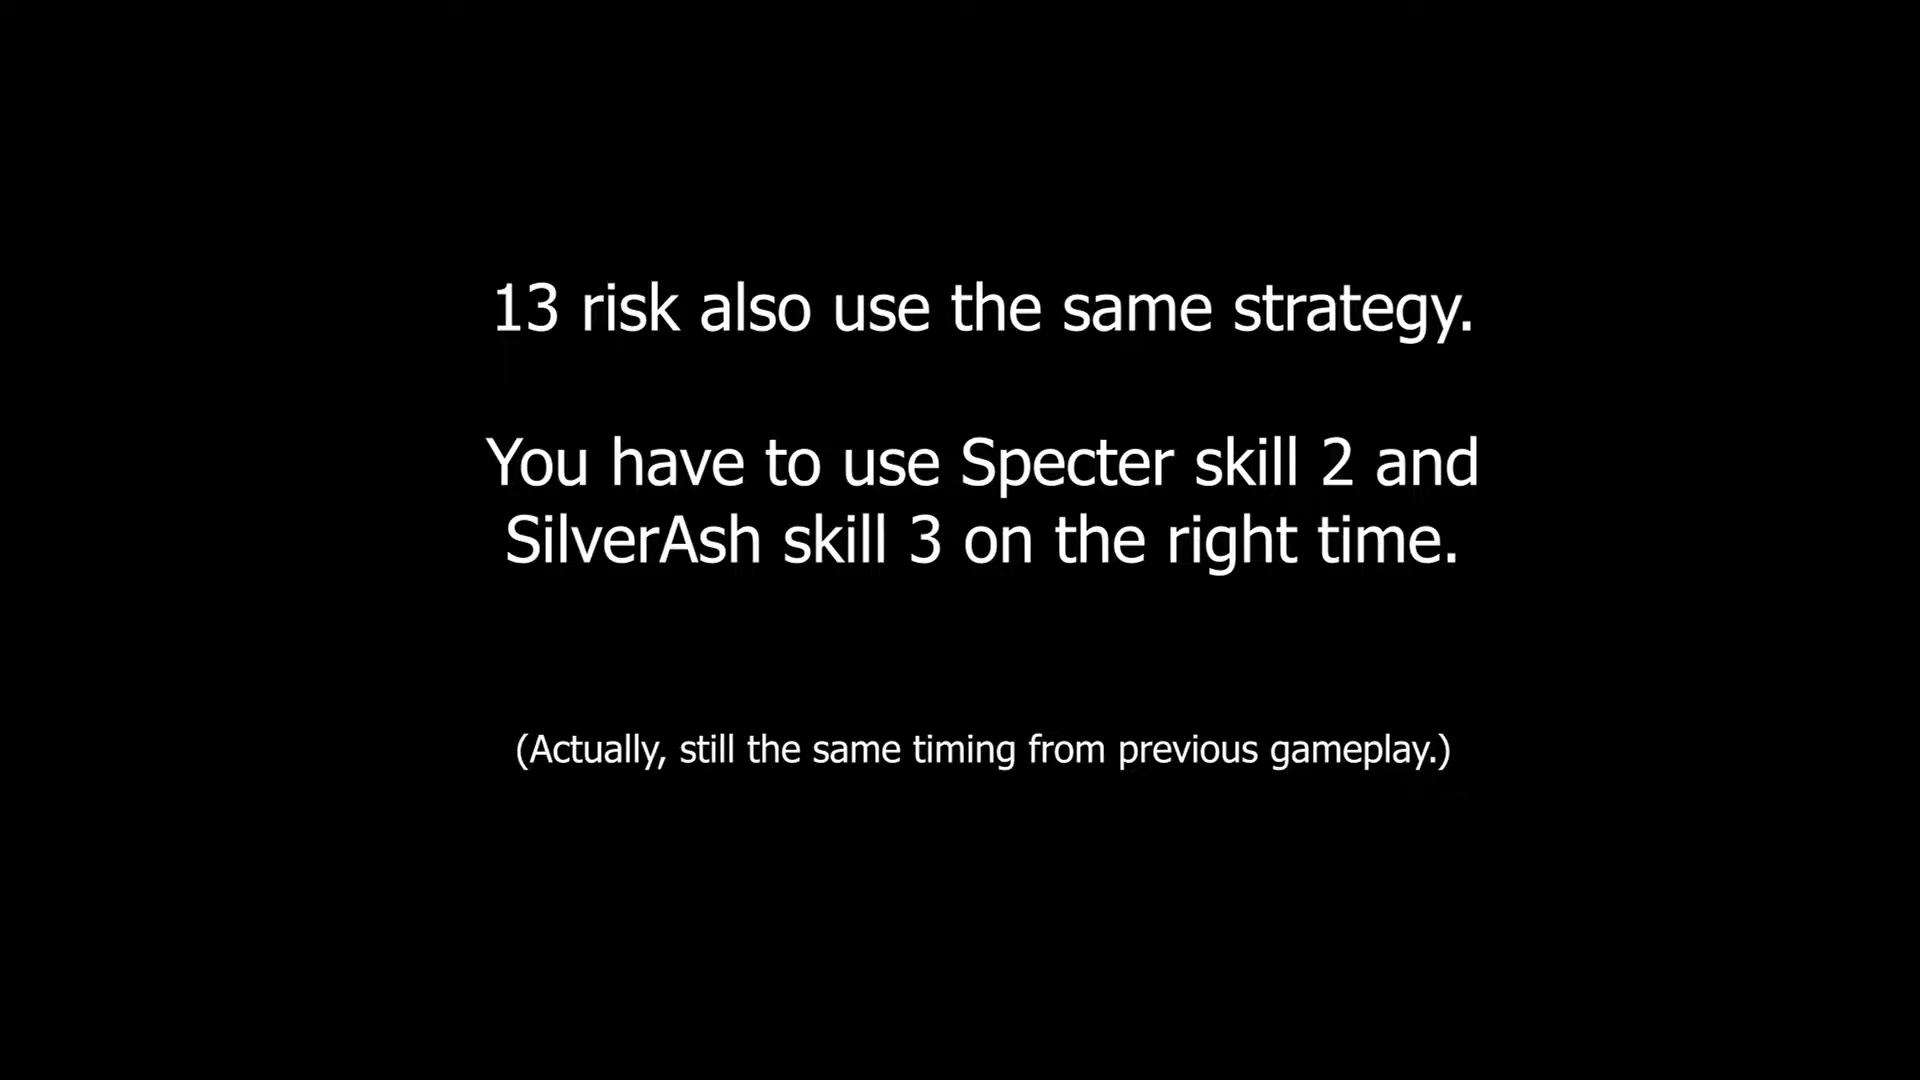 13 risk also use the same strategy.
You have to use Specter skill 2 and
SilverAsh skill 3 on the right time.
(Actually, still the same timing from previous gameplay.)